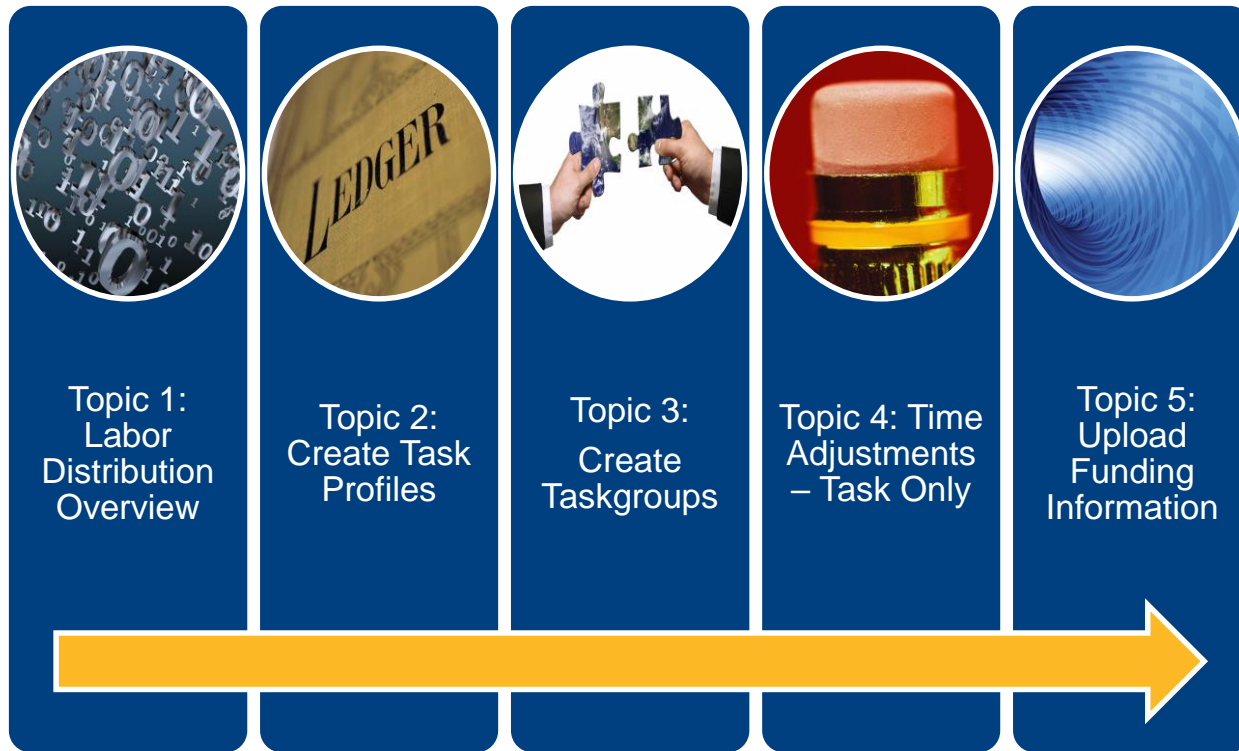 LEDGER
Topic 1:
Labor
Distribution
Overview
Topic 2:
Create Task
Profiles
Topic 3:
Create
Taskgroups
Topic 4: Time
Adjustments
– Task Only
Topic 5:
Upload
Funding
Information